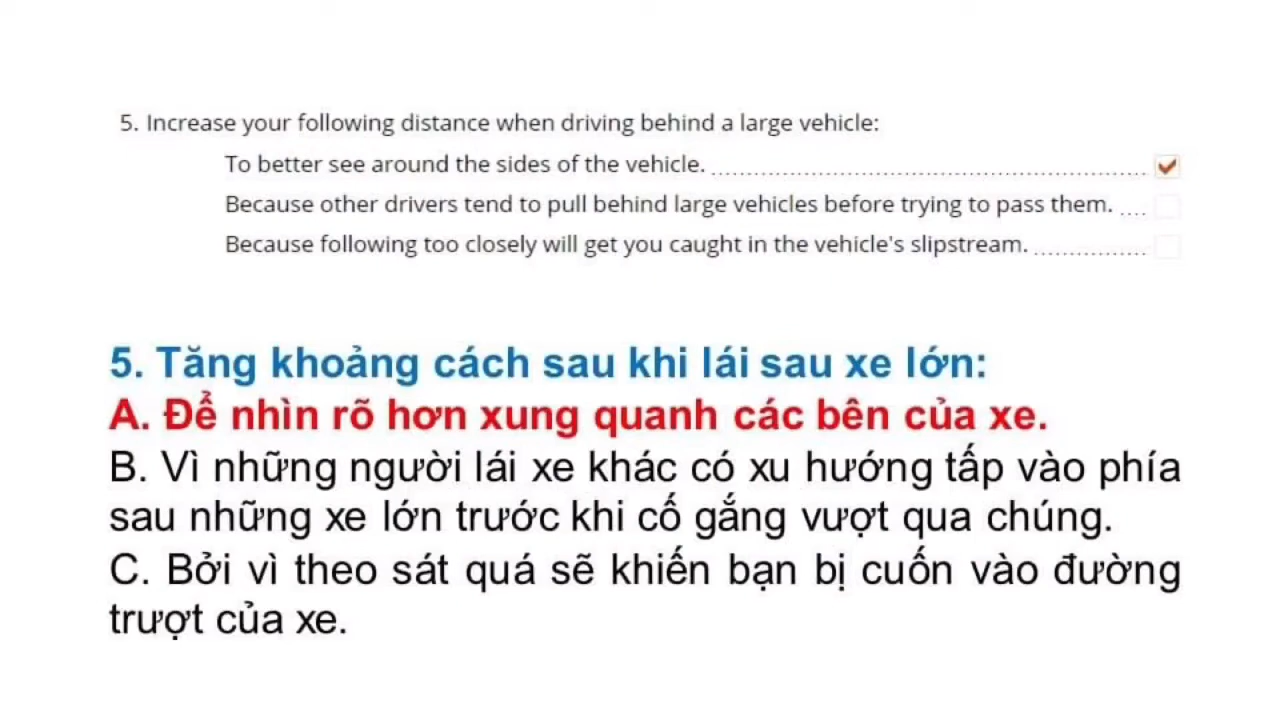 5. Increase your following distance when driving behind a large vehicle:
To better see around the sides of the vehicle.
Because other drivers tend to pull behind large vehicles before trying to pass them.
Because following too closely will get you caught in the vehicle's slipstream.
5. Tăng khoảng cách sau khi lái sau xe lớn:
A. Để nhìn rõ hơn xung quanh các bên của xe.
B. Vì những người lái xe khác có xu hướng tấp vào phía
sau những xe lớn trước khi cố gắng vượt qua chúng.
C. Bởi vì theo sát quá sẽ khiến bạn bị cuốn vào đường
trượt của xe.